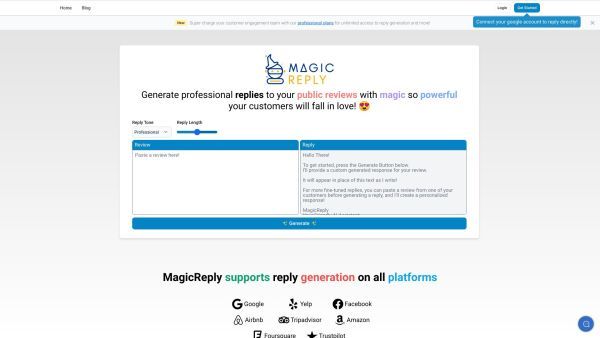 Home Blog Login Get Started
New Super charge your customer engagement team with our professional plans for unlimited access to reply generation and more!
Connect your google account to reply directly!
MAGIC
REPLY
Generate professional replies to your public reviews with magic so powerful
your customers will fall in love! 😍
Reply Tone Reply Length
Professional
Review Reply
Paste a review here!
Hello There!
To get started, press the Generate Button below.
I'll provide a custom generated response for your review.
It will appear in place of this text as I write!
For more fine-tuned replies, you can paste a review from one of your
customers before generating a reply, and I'll create a personalized
response!
MagicReply
✨ Generate ✨
MagicReply supports reply generation on all platforms
Google Yelp Facebook
Airbnb Tripadvisor Amazon
Foursquare Trustpilot